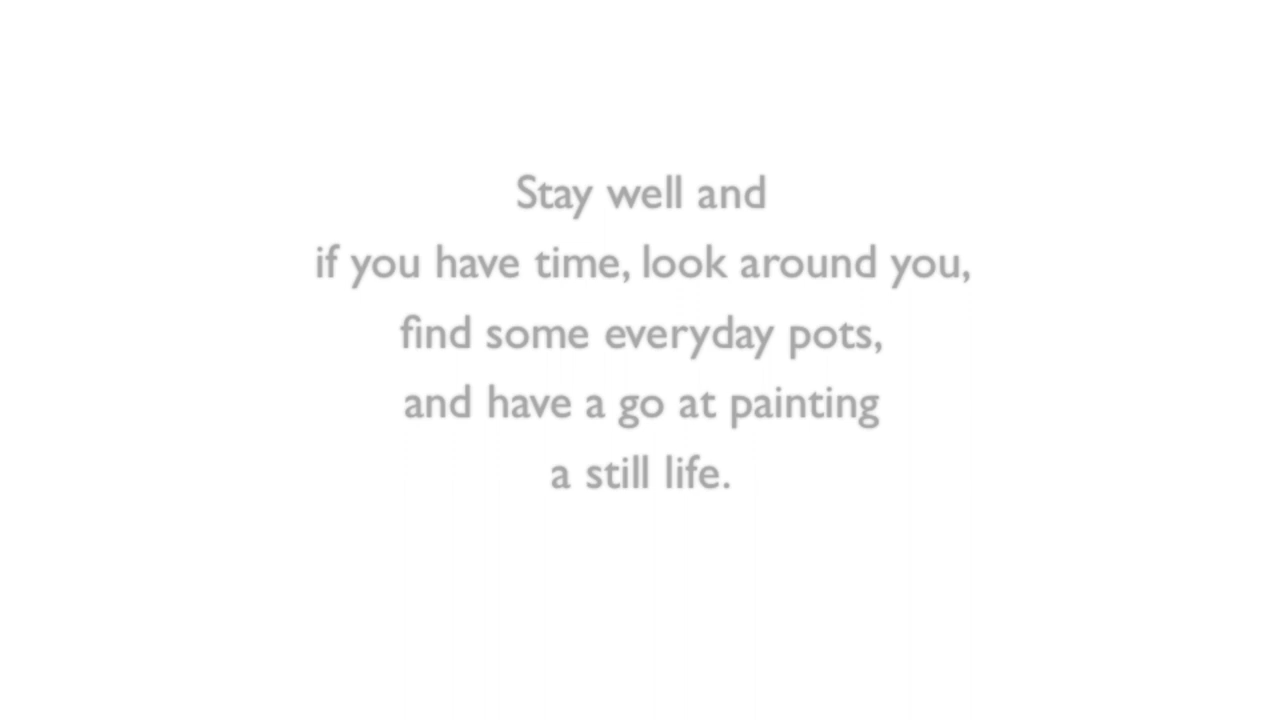 Stay well and
if you have time, look around you,
find some everyday pots,
and have a go at painting
a still life.